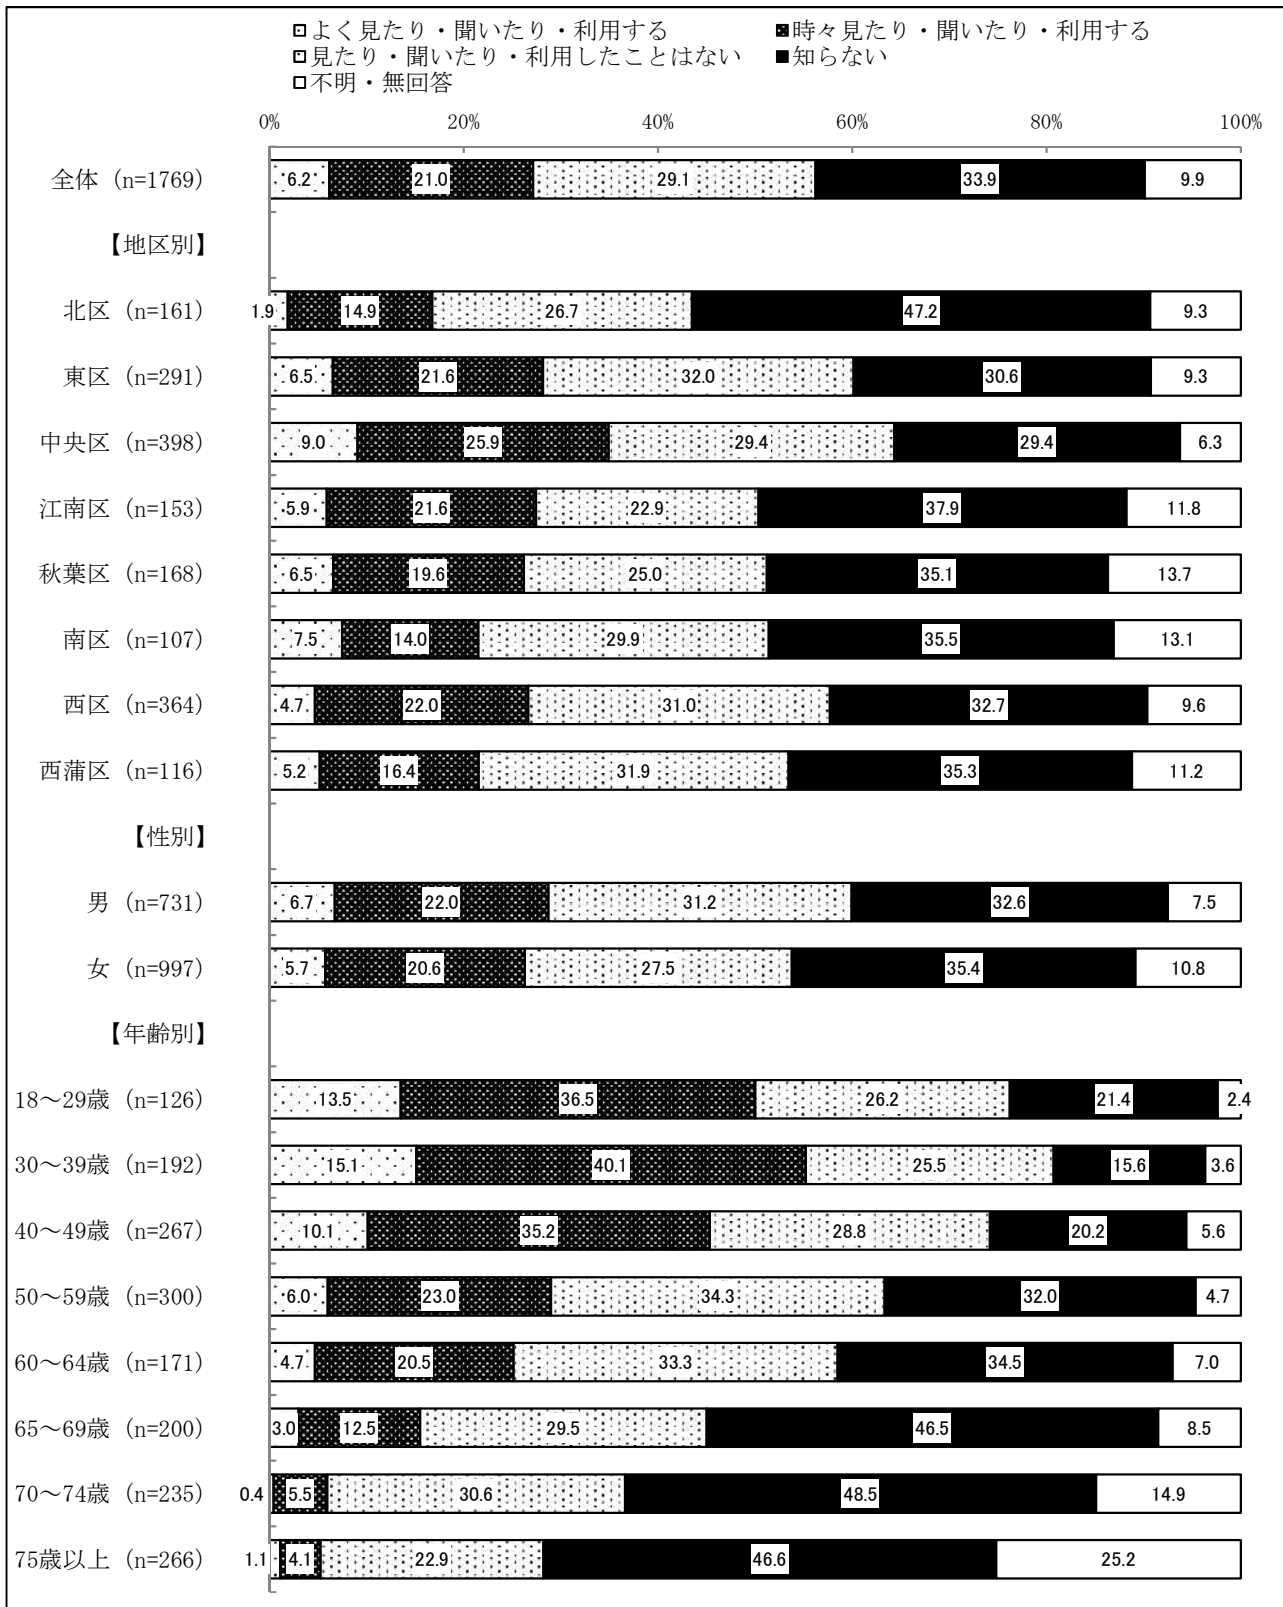 よく見たり・聞いたり・利用する 時々見たり・聞いたり・利用する
見たり・聞いたり・利用したことはない 知らない
不明・無回答
0% 20% 40% 60% 80% 100%
全体 (n=1769) 6.2 21.0 29.1 33.9 9.9
【地区別】
北区 (n=161) 1.9 14.9 26.7 47.2 9.3
東区 (n=291) 6.5 21.6 32.0 30.6 9.3
中央区 (n=398) 9.0 25.9 29.4 29.4 6.3
江南区 (n=153) 5.9 21.6 22.9 37.9 11.8
秋葉区 (n=168) 6.5 19.6 25.0 35.1 13.7
南区 (n=107) 7.5 14.0 29.9 35.5 13.1
西区 (n=364) 4.7 22.0 31.0 32.7 9.6
西蒲区 (n=116) 5.2 16.4 31.9 35.3 11.2
【性別】
男 (n=731) 6.7 22.0 31.2 32.6 7.5
女 (n=997) 5.7 20.6 27.5 35.4 10.8
【年齢別】
18～29歳 (n=126) 13.5 36.5 26.2 21.4 2.4
30～39歳 (n=192) 15.1 40.1 25.5 15.6 3.6
40～49歳 (n=267) 10.1 35.2 28.8 20.2 5.6
50～59歳 (n=300) 6.0 23.0 34.3 32.0 4.7
60～64歳 (n=171) 4.7 20.5 33.3 34.5 7.0
65～69歳 (n=200) 3.0 12.5 29.5 46.5 8.5
70～74歳 (n=235) 0.4 5.5 30.6 48.5 14.9
75歳以上 (n=266) 1.1 4.1 22.9 46.6 25.2